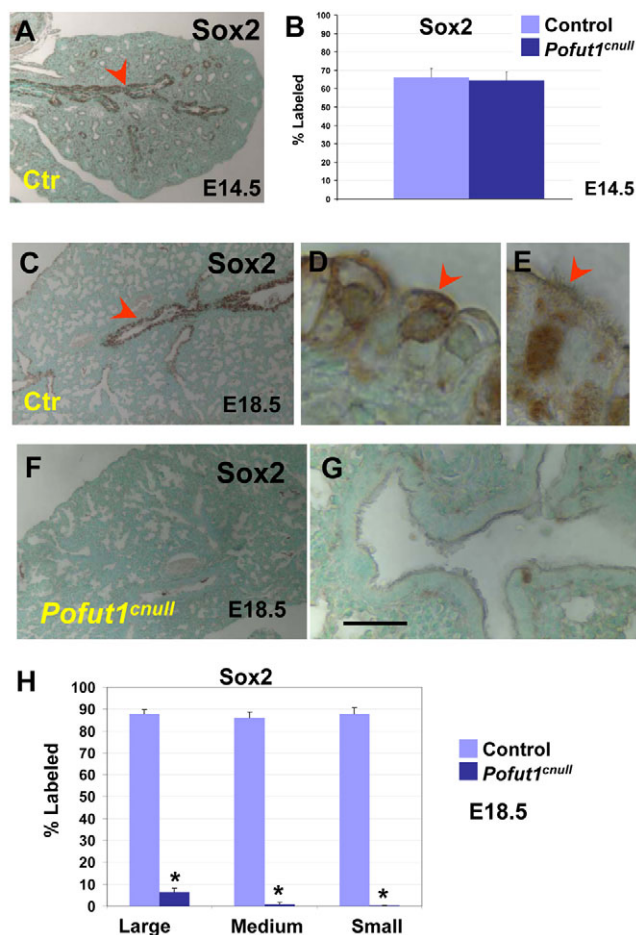 A
Sox2
Ctr
E14.5
B
Sox2
Control
Pofut1cnull
% Labeled
100
90
80
70
60
50
40
30
20
10
0
E14.5
C
Sox2
Ctr
E18.5
D
E
F
Sox2
Pofut1cnull
E18.5
G
H
Sox2
% Labeled
100
90
80
70
60
50
40
30
20
10
0
*
*
*
Large
Medium
Small
Control
Pofut1cnull
E18.5